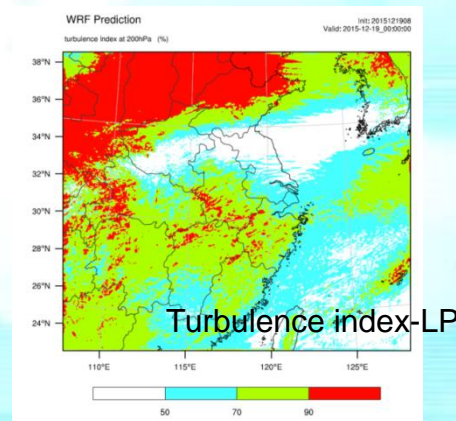 WRF Prediction
Init: 2015121908
Valid: 2015-12-19_00:00:00
turbulence index at 200hPa (%)
38°N
36°N
34°N
32°N
30°N
28°N
26°N
24°N
Turbulence index-LP
110°E 115°E 120°E 125°E
50 70 90